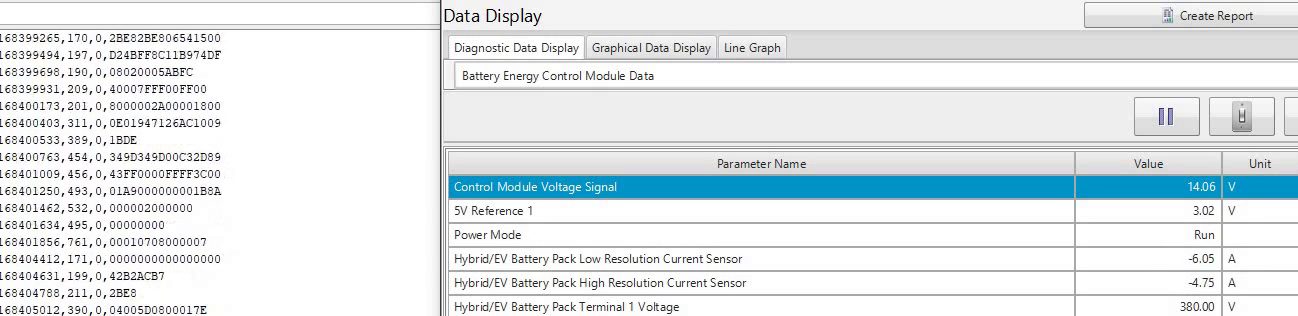 168399265,170,0,2BE82BE806541500
168399494,197,0,D24BFF8C11B974DF
168399698,190,0,08020005ABFC
168399931,209,0,40007FFF00FF00
168400173,201,0,8000002A00001800
168400403,311,0,0E01947126AC1009
168400533,389,0,1BDE
168400763,454,0,349D349D00C32D89
168401009,456,0,43FF0000FFFF3C00
168401250,493,0,01A9000000001B8A
168401462,532,0,000002000000
168401634,495,0,00000000
168401856,761,0,00010708000007
168404412,171,0,0000000000000000
168404631,199,0,42B2ACB7
168404788,211,0,2BE8
168405012,390,0,04005D0800017E
Data Display
Create Report
Diagnostic Data Display Graphical Data Display Line Graph
Battery Energy Control Module Data
Parameter Name Value Unit
Control Module Voltage Signal 14.06 V
5V Reference 1 3.02 V
Power Mode Run
Hybrid/EV Battery Pack Low Resolution Current Sensor -6.05 A
Hybrid/EV Battery Pack High Resolution Current Sensor -4.75 A
Hybrid/EV Battery Pack Terminal 1 Voltage 380.00 V